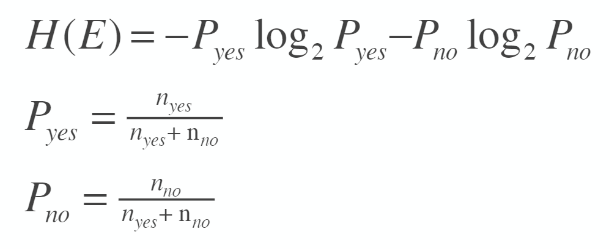 H(E) = −P_yes log_2 P_yes − P_no log_2 P_no
P_yes = n_yes / n_yes + n_no
P_no = n_no / n_yes + n_no